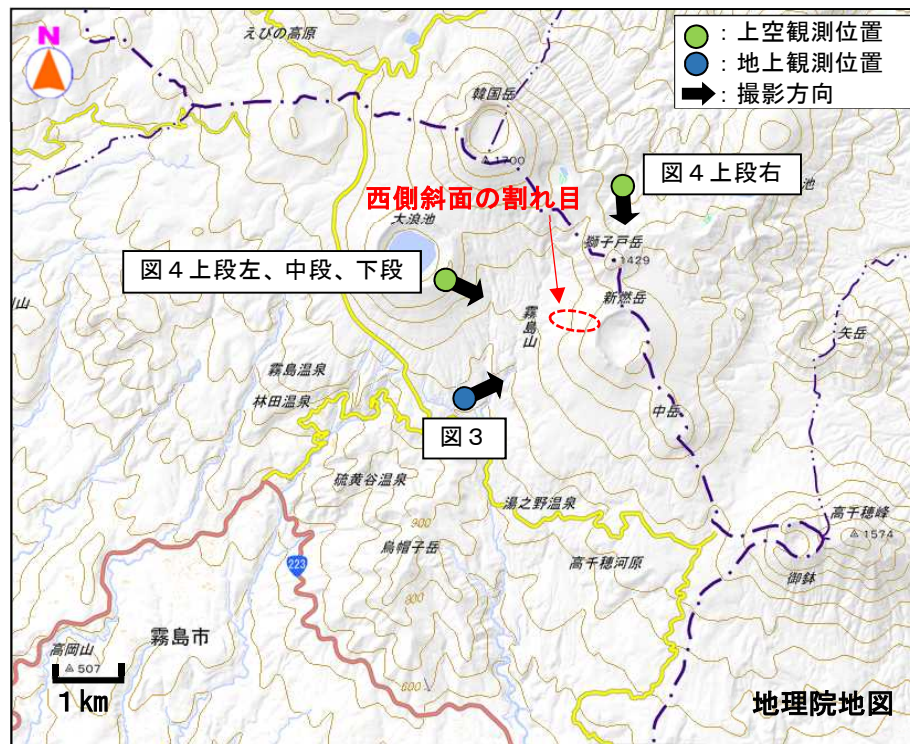 N
えびの高原
：上空観測位置
：地上観測位置
：撮影方向
韓国岳
1700
図４上段右
池
西側斜面の割れ目
大浪池
獅子戸岳
1429
図４上段左、中段、下段
新燃岳
山
霧島山
矢岳
霧島温泉
林田温泉
中岳
図３
硫黄谷温泉
湯之野温泉
900
烏帽子岳
高千穂河原
高千穂峰
1574
御鉢
223
800
霧島市
高岡山
507
600
1km
地理院地図